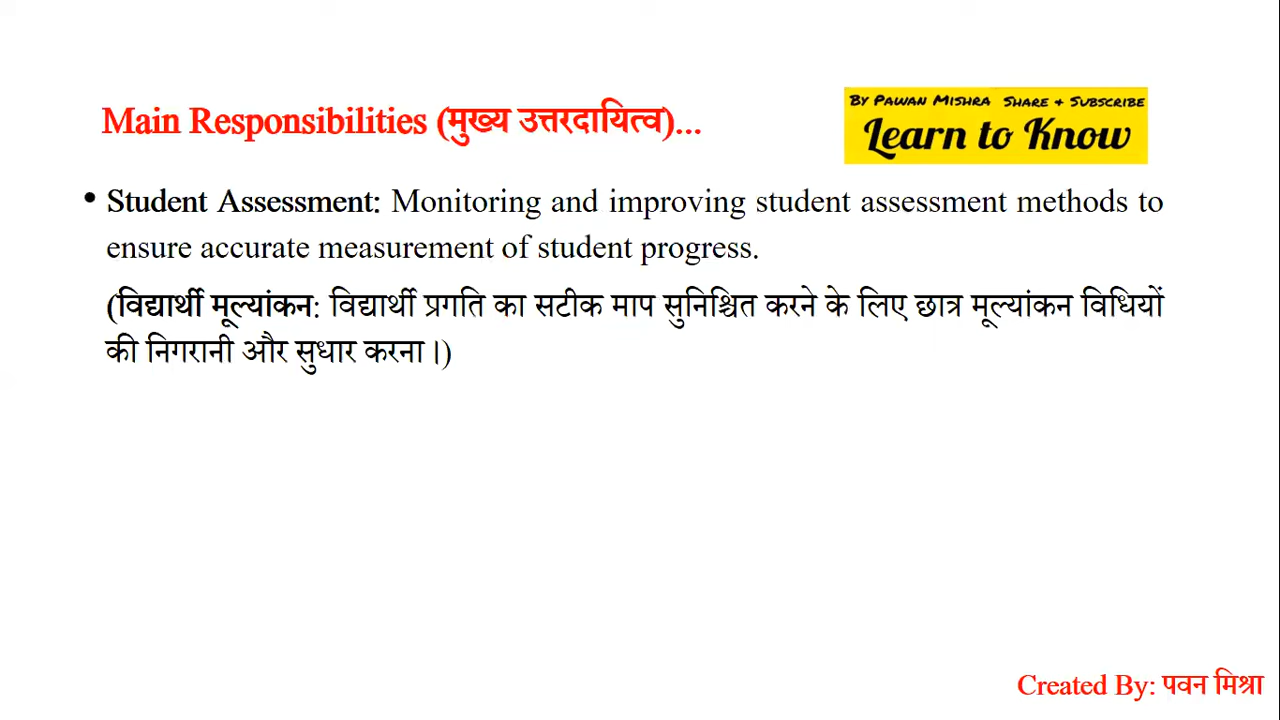 Main Responsibilities (मुख्य उत्तरदायित्व)...
By Pawan Mishra Share & Subscribe
Learn to Know
• Student Assessment: Monitoring and improving student assessment methods to
ensure accurate measurement of student progress.
(विद्यार्थी मूल्यांकन: विद्यार्थी प्रगति का सटीक माप सुनिश्चित करने के लिए छात्र मूल्यांकन विधियों
की निगरानी और सुधार करना।)
Created By: पवन मिश्रा